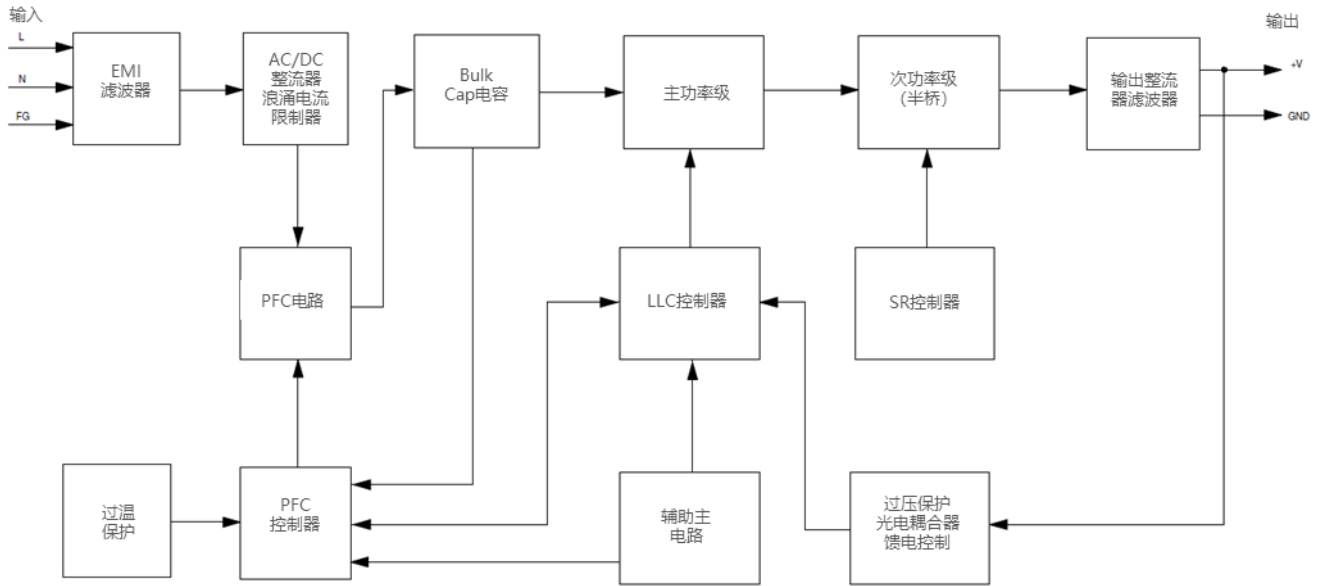 输入
输出
L
N
FG
EMI
滤波器
AC/DC
整流器
浪涌电流
限制器
Bulk
Cap电容
主功率级
次功率级
（半桥）
输出整流
器滤波器
+V
GND
PFC电路
LLC控制器
SR控制器
过温
保护
PFC
控制器
辅助主
电路
过压保护
光电耦合器
馈电控制